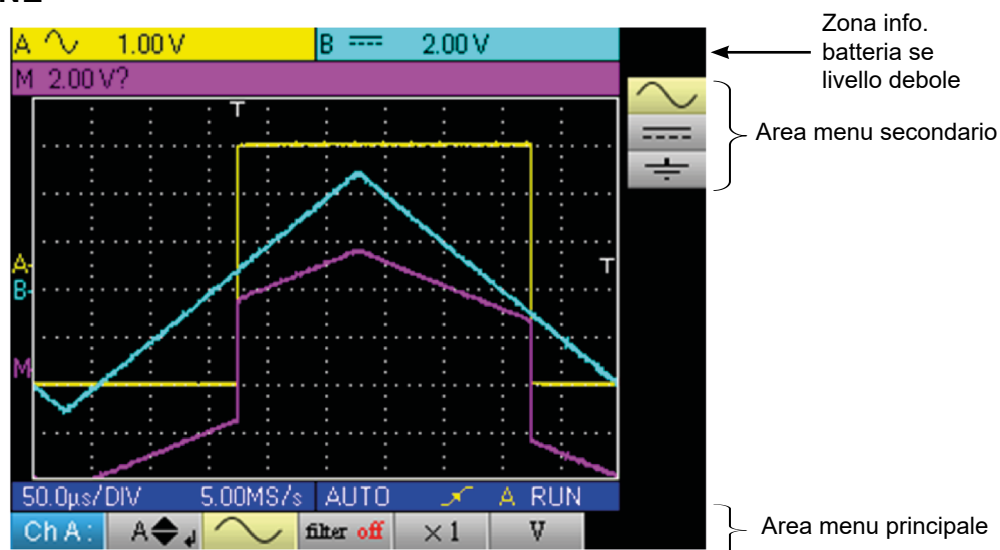 A 1.00 V B 2.00 V
M 2.00 V?
Zona info.
batteria se
livello debole
Area menu secondario
T
A
T
B
M
50.0µs/DIV 5.00MS/s AUTO A RUN
Ch A: A filter off ×1 V
Area menu principale